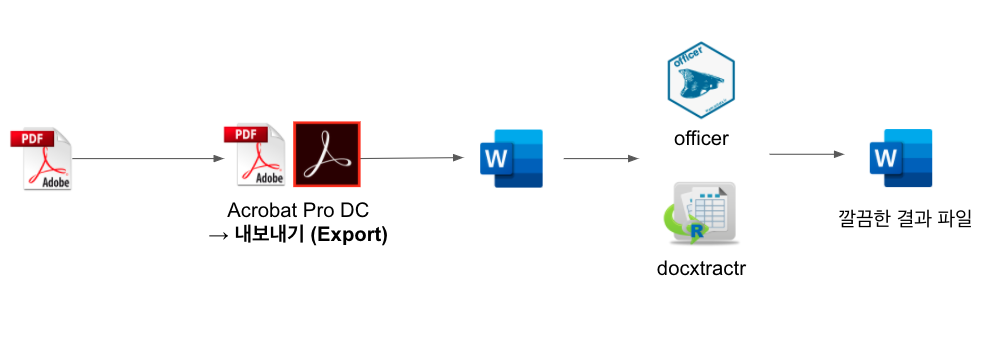 PDF
Adobe
PDF
Adobe
Acrobat Pro DC
→ 내보내기 (Export)
W
officer
officer
R
docxtractr
W
깔끔한 결과 파일